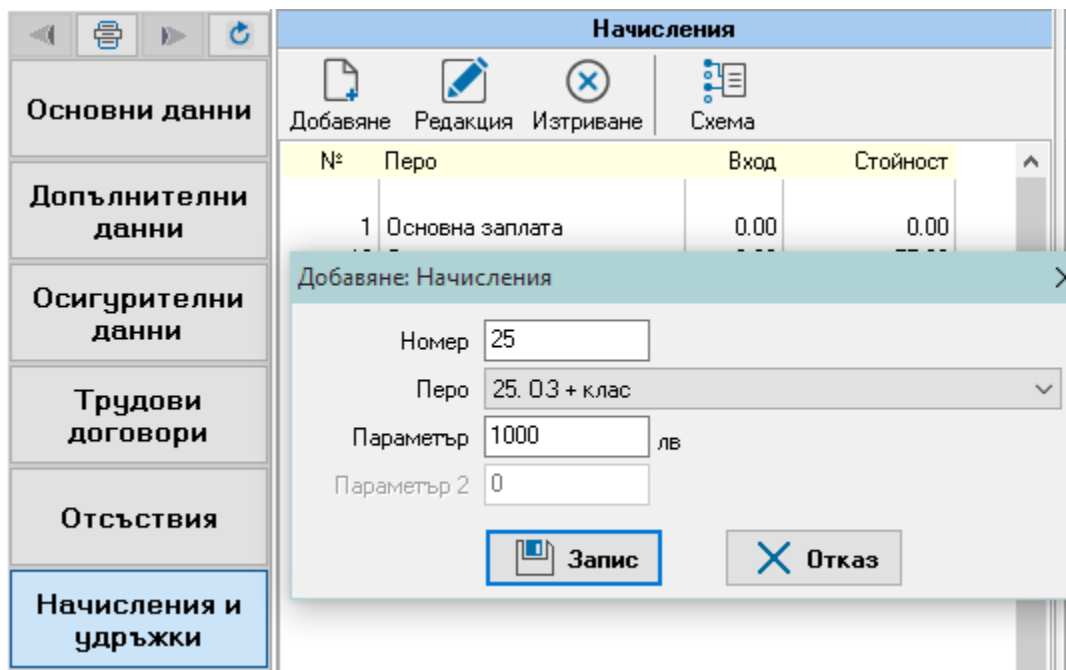 Начисления
Основни данни
Добавяне Редакция Изтриване Схема
№ Перо Вход Стойност
Допълнителни
данни
1 Основна заплата 0.00 0.00
Добавяне: Начисления
Осигурителни
данни
Номер 25
Перо 25. О.З + клас
Трудови
договори
Параметър 1000 лв
Параметър 2 0
Отсъствия
Запис Отказ
Начисления и
удръжки